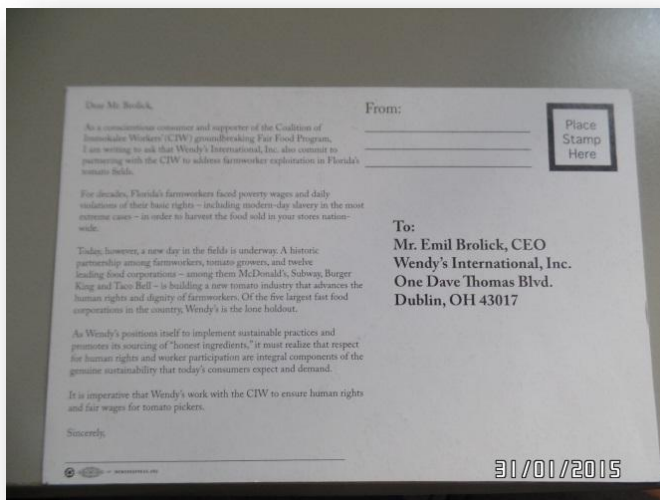 Dear Mr. Brolick,
As a conscientious consumer and supporter of the Coalition of
Immokalee Workers' (CIW) groundbreaking Fair Food Program,
I am writing to ask that Wendy's International, Inc. also commit to
partnering with the CIW to address farmworker exploitation in Florida's
tomato fields.
For decades, Florida's farmworkers faced poverty wages and daily
violations of their basic rights – including modern-day slavery in the most
extreme cases – in order to harvest the food sold in your stores nation-
wide.
Today, however, a new day in the fields is underway. A historic
partnership among farmworkers, tomato growers, and twelve
leading food corporations – among them McDonald's, Subway, Burger
King and Taco Bell – is building a new tomato industry that advances the
human rights and dignity of farmworkers. Of the five largest fast food
corporations in the country, Wendy's is the lone holdout.
As Wendy's positions itself to implement sustainable practices and
promotes its sourcing of "honest ingredients," it must realize that respect
for human rights and worker participation are integral components of the
genuine sustainability that today's consumers expect and demand.
It is imperative that Wendy's work with the CIW to ensure human rights
and fair wages for tomato pickers.
Sincerely,
From:
Place
Stamp
Here
To:
Mr. Emil Brolick, CEO
Wendy's International, Inc.
One Dave Thomas Blvd.
Dublin, OH 43017
31/01/2015